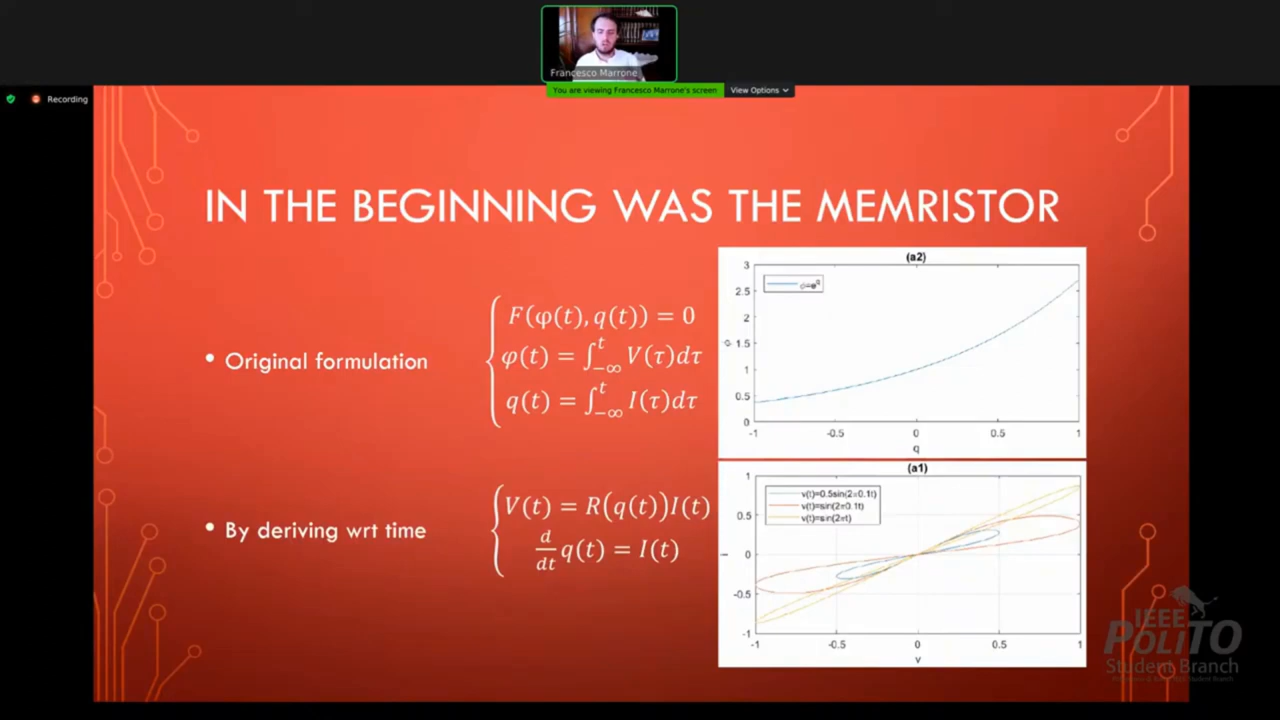 Francesco Marrone
You are viewing Francesco Marrone's screen
View Options
Recording
IN THE BEGINNING WAS THE MEMRISTOR
• Original formulation
F(φ(t), q(t)) = 0
φ(t) = ∫_{-∞}^{t} V(τ)dτ
q(t) = ∫_{-∞}^{t} I(τ)dτ
• By deriving wrt time
V(t) = R(q(t))I(t)
d/dt q(t) = I(t)
(a2)
3
2.5
2
1.5
1
0.5
0
-1 -0.5 0 0.5 1
q
(a1)
v(t)=0.5sin(2π0.1t)
v(t)=sin(2π0.1t)
v(t)=sin(2πt)
1
0.5
0
-0.5
-1
-1 -0.5 0 0.5 1
v
IEEE
POLITO
Student Branch